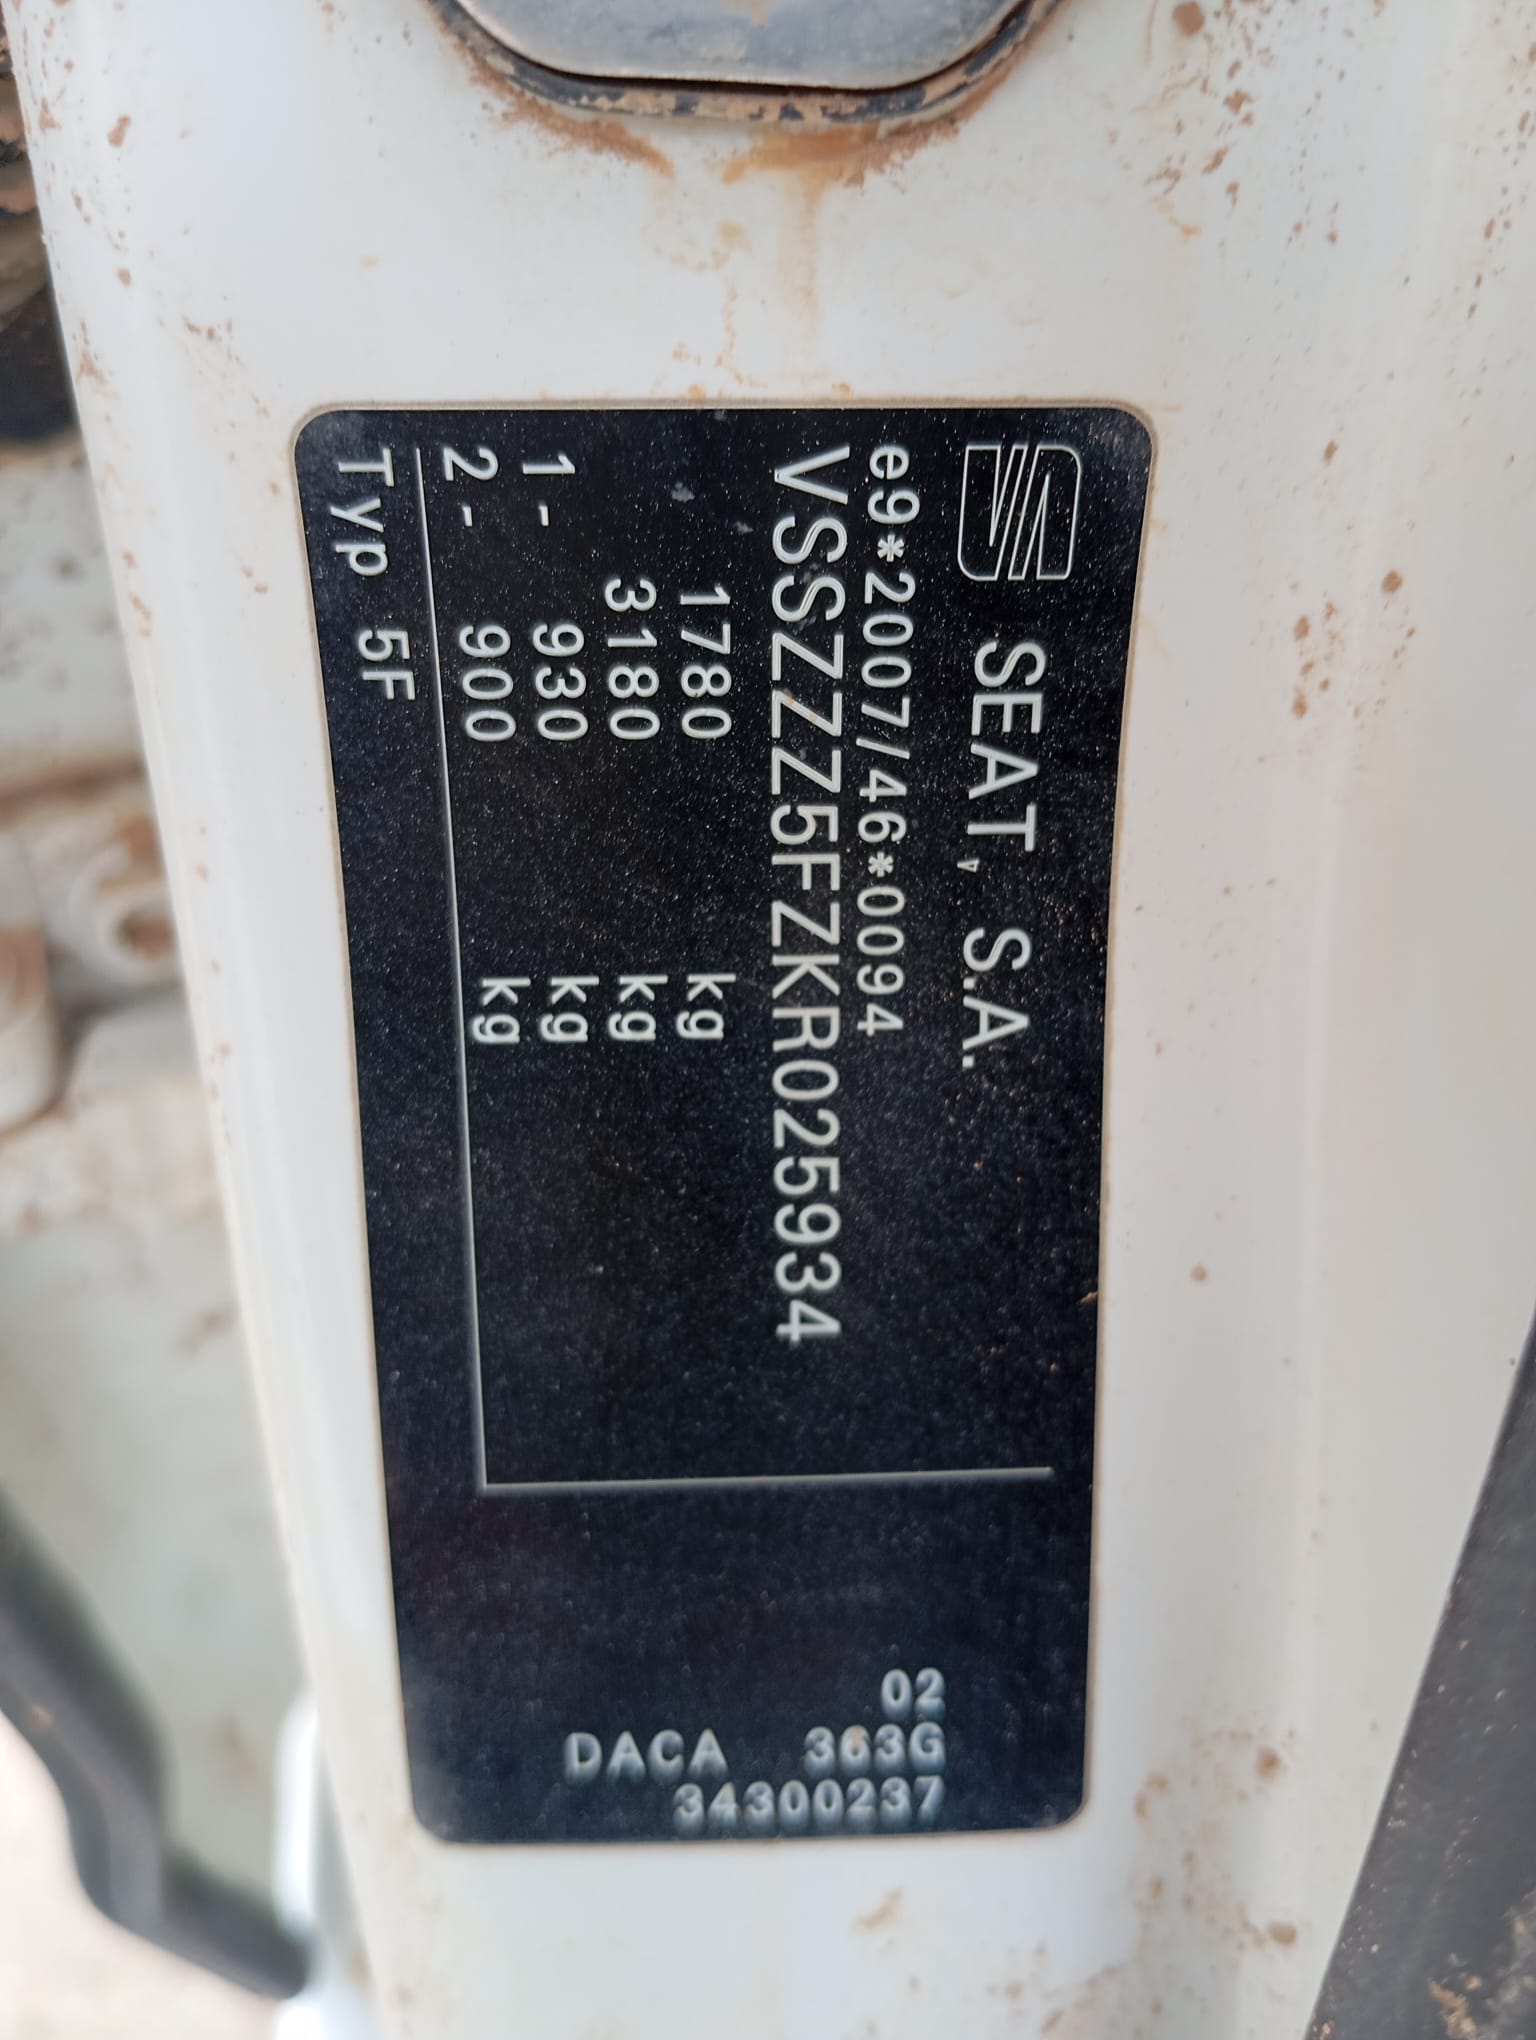 SEAT, S.A.
e9*2007/46*0094
VSSZZZ5FZKR025934
1780 kg
3180 kg
1- 930 kg
2- 900 kg
Typ 5F
02
DACA 363G
34300237